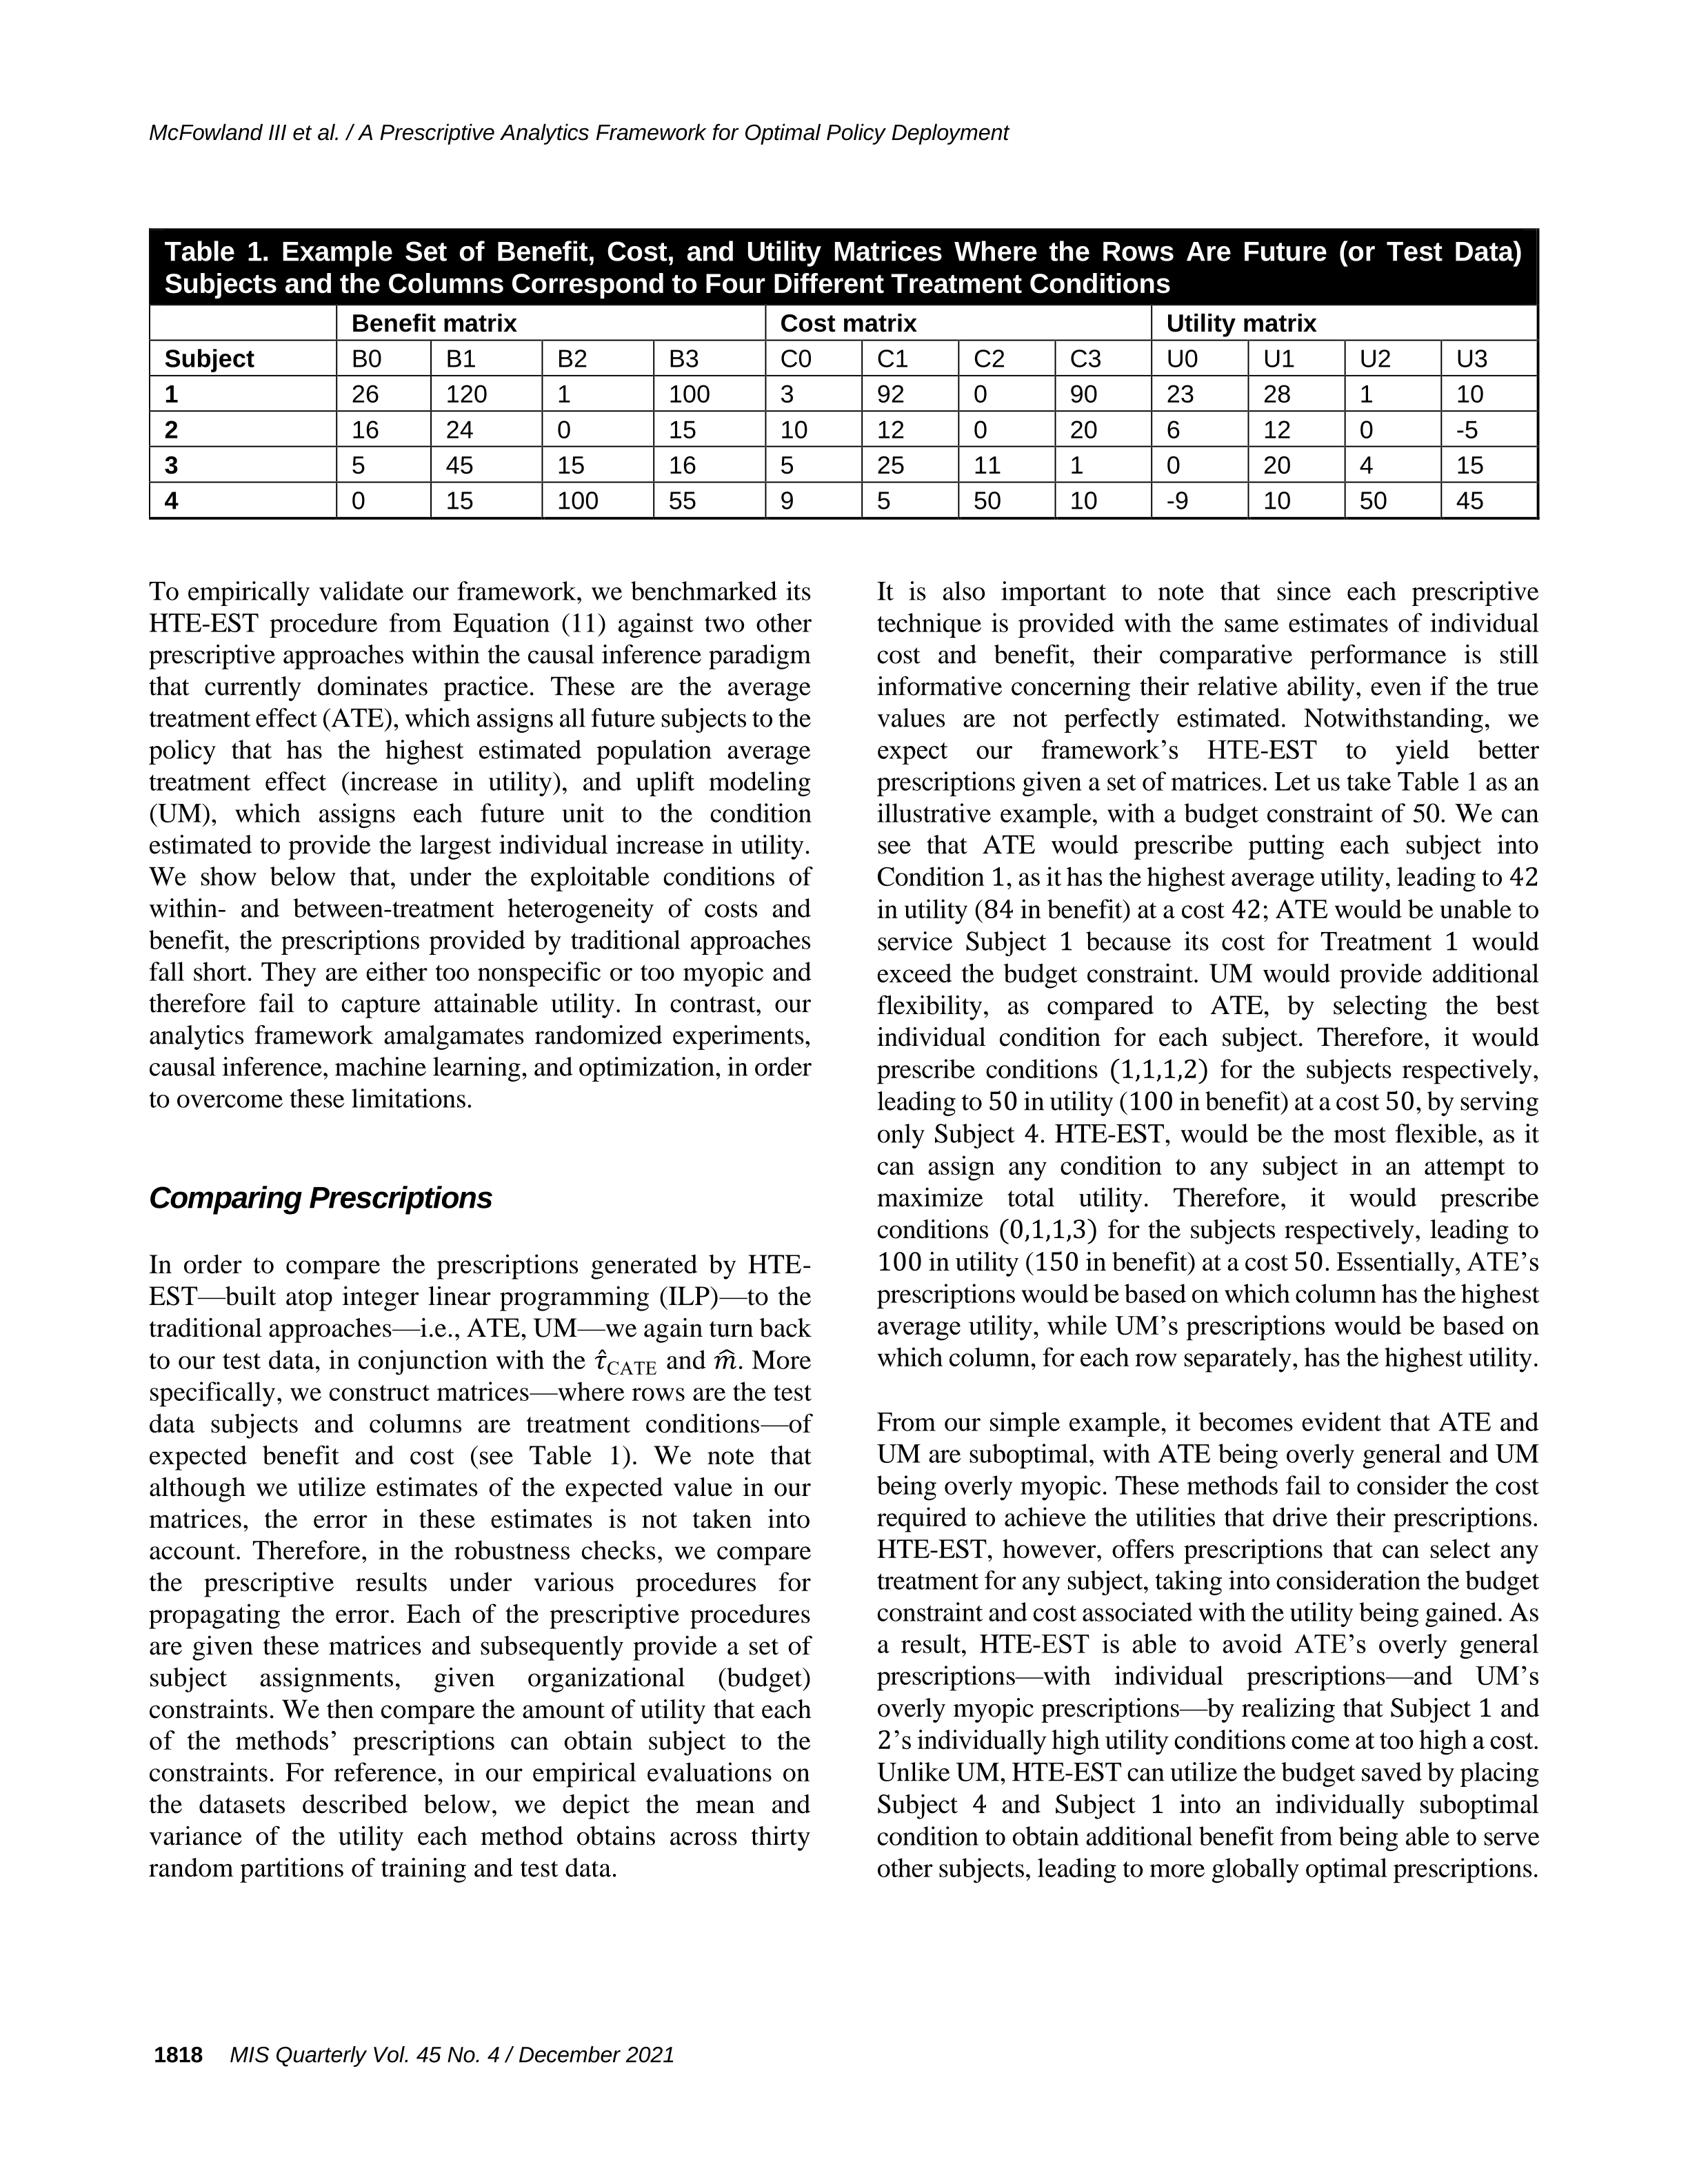 McFowland III et al. / A Prescriptive Analytics Framework for Optimal Policy Deployment
Table 1. Example Set of Benefit, Cost, and Utility Matrices Where the Rows Are Future (or Test Data)
Subjects and the Columns Correspond to Four Different Treatment Conditions
Benefit matrix Cost matrix Utility matrix
Subject B0 B1 B2 B3 C0 C1 C2 C3 U0 U1 U2 U3
1 26 120 1 100 3 92 0 90 23 28 1 10
2 16 24 0 15 10 12 0 20 6 12 0 -5
3 5 45 15 16 5 25 11 1 0 20 4 15
4 0 15 100 55 9 5 50 10 -9 10 50 45
To empirically validate our framework, we benchmarked its
HTE-EST procedure from Equation (11) against two other
prescriptive approaches within the causal inference paradigm
that currently dominates practice. These are the average
treatment effect (ATE), which assigns all future subjects to the
policy that has the highest estimated population average
treatment effect (increase in utility), and uplift modeling
(UM), which assigns each future unit to the condition
estimated to provide the largest individual increase in utility.
We show below that, under the exploitable conditions of
within- and between-treatment heterogeneity of costs and
benefit, the prescriptions provided by traditional approaches
fall short. They are either too nonspecific or too myopic and
therefore fail to capture attainable utility. In contrast, our
analytics framework amalgamates randomized experiments,
causal inference, machine learning, and optimization, in order
to overcome these limitations.
Comparing Prescriptions
In order to compare the prescriptions generated by HTE-
EST—built atop integer linear programming (ILP)—to the
traditional approaches—i.e., ATE, UM—we again turn back
to our test data, in conjunction with the τ̂CATE and m̂. More
specifically, we construct matrices—where rows are the test
data subjects and columns are treatment conditions—of
expected benefit and cost (see Table 1). We note that
although we utilize estimates of the expected value in our
matrices, the error in these estimates is not taken into
account. Therefore, in the robustness checks, we compare
the prescriptive results under various procedures for
propagating the error. Each of the prescriptive procedures
are given these matrices and subsequently provide a set of
subject assignments, given organizational (budget)
constraints. We then compare the amount of utility that each
of the methods’ prescriptions can obtain subject to the
constraints. For reference, in our empirical evaluations on
the datasets described below, we depict the mean and
variance of the utility each method obtains across thirty
random partitions of training and test data.
It is also important to note that since each prescriptive
technique is provided with the same estimates of individual
cost and benefit, their comparative performance is still
informative concerning their relative ability, even if the true
values are not perfectly estimated. Notwithstanding, we
expect our framework’s HTE-EST to yield better
prescriptions given a set of matrices. Let us take Table 1 as an
illustrative example, with a budget constraint of 50. We can
see that ATE would prescribe putting each subject into
Condition 1, as it has the highest average utility, leading to 42
in utility (84 in benefit) at a cost 42; ATE would be unable to
service Subject 1 because its cost for Treatment 1 would
exceed the budget constraint. UM would provide additional
flexibility, as compared to ATE, by selecting the best
individual condition for each subject. Therefore, it would
prescribe conditions (1,1,1,2) for the subjects respectively,
leading to 50 in utility (100 in benefit) at a cost 50, by serving
only Subject 4. HTE-EST, would be the most flexible, as it
can assign any condition to any subject in an attempt to
maximize total utility. Therefore, it would prescribe
conditions (0,1,1,3) for the subjects respectively, leading to
100 in utility (150 in benefit) at a cost 50. Essentially, ATE’s
prescriptions would be based on which column has the highest
average utility, while UM’s prescriptions would be based on
which column, for each row separately, has the highest utility.
From our simple example, it becomes evident that ATE and
UM are suboptimal, with ATE being overly general and UM
being overly myopic. These methods fail to consider the cost
required to achieve the utilities that drive their prescriptions.
HTE-EST, however, offers prescriptions that can select any
treatment for any subject, taking into consideration the budget
constraint and cost associated with the utility being gained. As
a result, HTE-EST is able to avoid ATE’s overly general
prescriptions—with individual prescriptions—and UM’s
overly myopic prescriptions—by realizing that Subject 1 and
2’s individually high utility conditions come at too high a cost.
Unlike UM, HTE-EST can utilize the budget saved by placing
Subject 4 and Subject 1 into an individually suboptimal
condition to obtain additional benefit from being able to serve
other subjects, leading to more globally optimal prescriptions.
1818 MIS Quarterly Vol. 45 No. 4 / December 2021